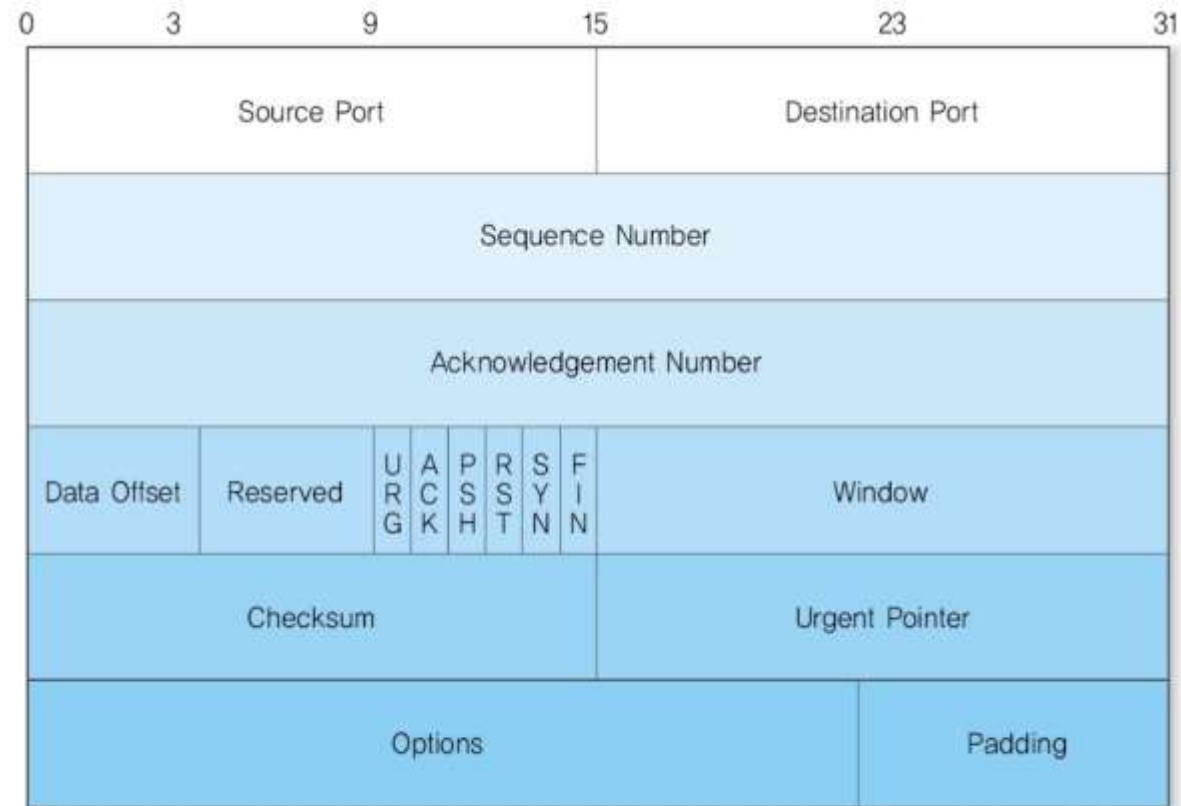 0 3 9 15 23 31
Source Port Destination Port
Sequence Number
Acknowledgement Number
Data Offset Reserved URG ACK PSH RST SYN FIN Window
Checksum Urgent Pointer
Options Padding